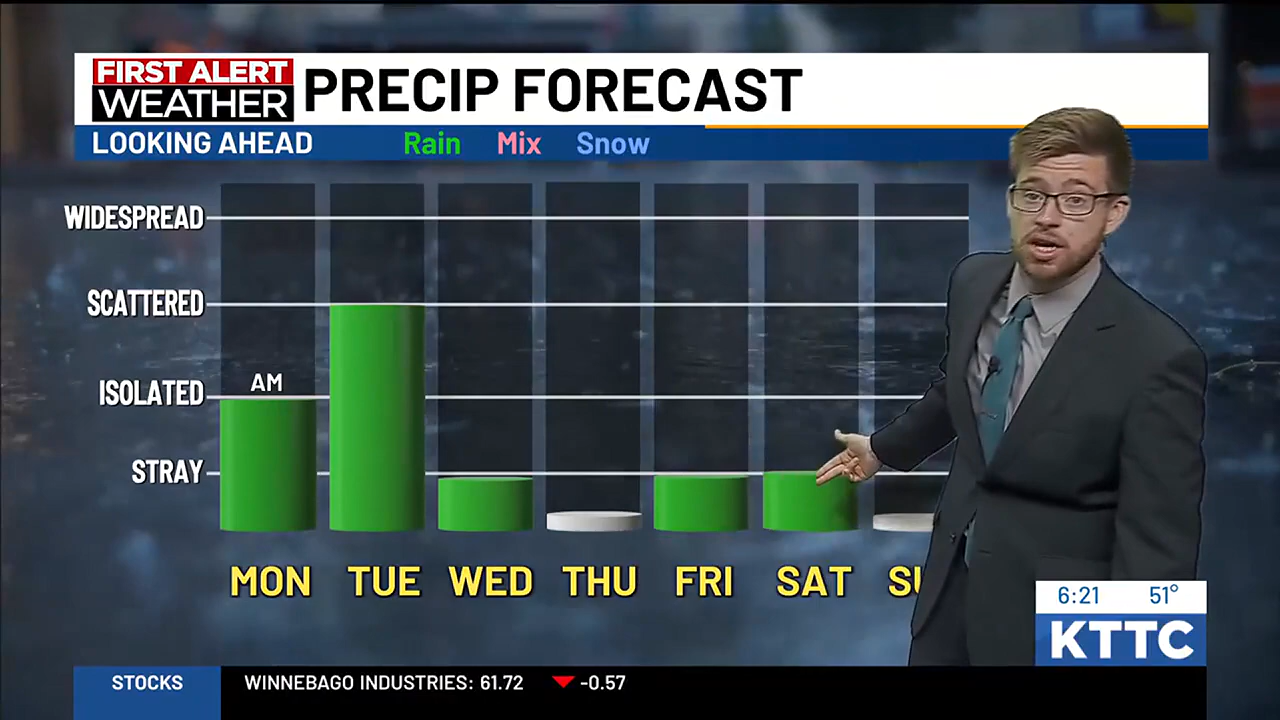 FIRST ALERT
WEATHER
PRECIP FORECAST
LOOKING AHEAD Rain Mix Snow
WIDESPREAD
SCATTERED
AM
ISOLATED
STRAY
MON TUE WED THU FRI SAT
6:21 51°
KTTC
STOCKS WINNEBAGO INDUSTRIES: 61.72 -0.57